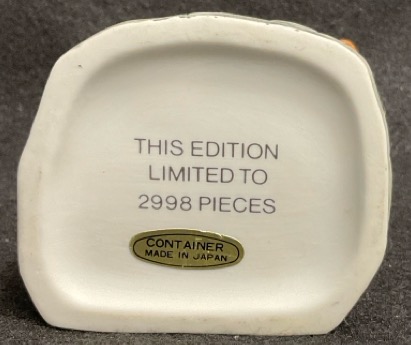 THIS EDITION
LIMITED TO
2998 PIECES
CONTAINER
MADE IN JAPAN